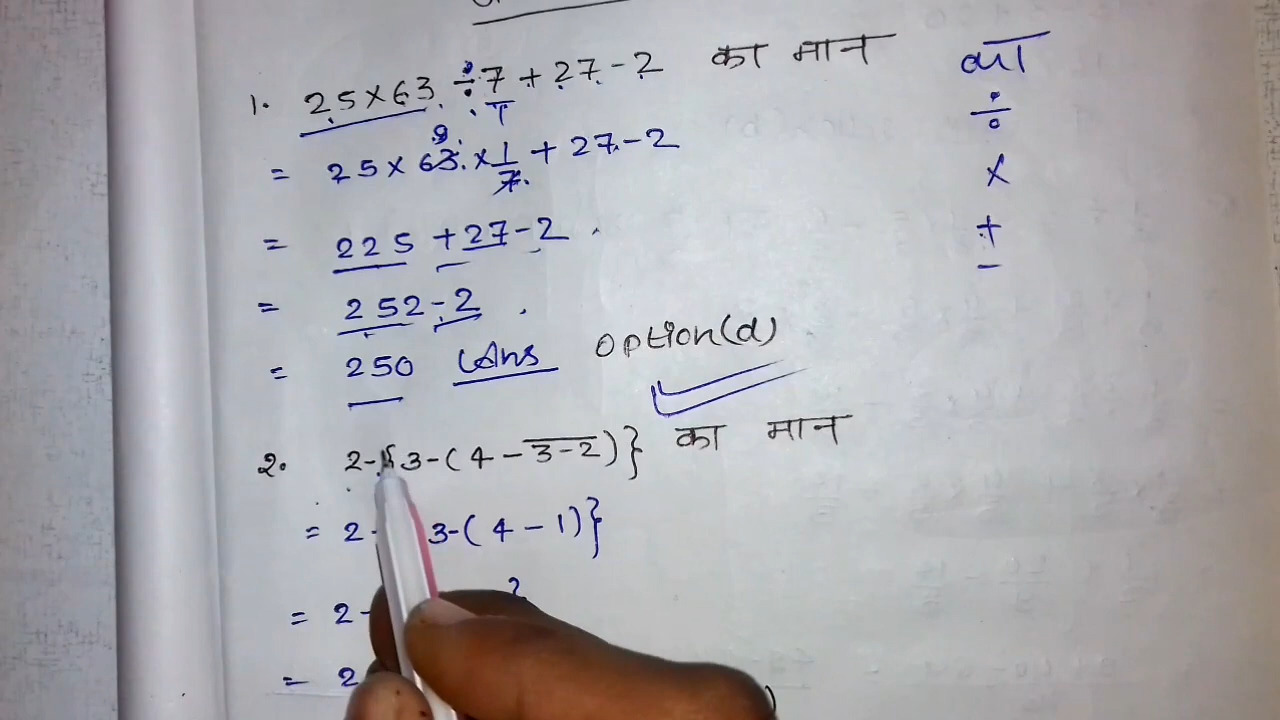 1. 25×63 ÷7 + 27-2 का मान
T
9
= 25 × 63 × 1/7 + 27-2
= 225 +27-2
= 252-2
= 250 Ans option(d)
2. 2-{3-(4-3-2)} का मान
= 2- 3-(4-1)}
= 2-
= 2
का
÷
×
+
-